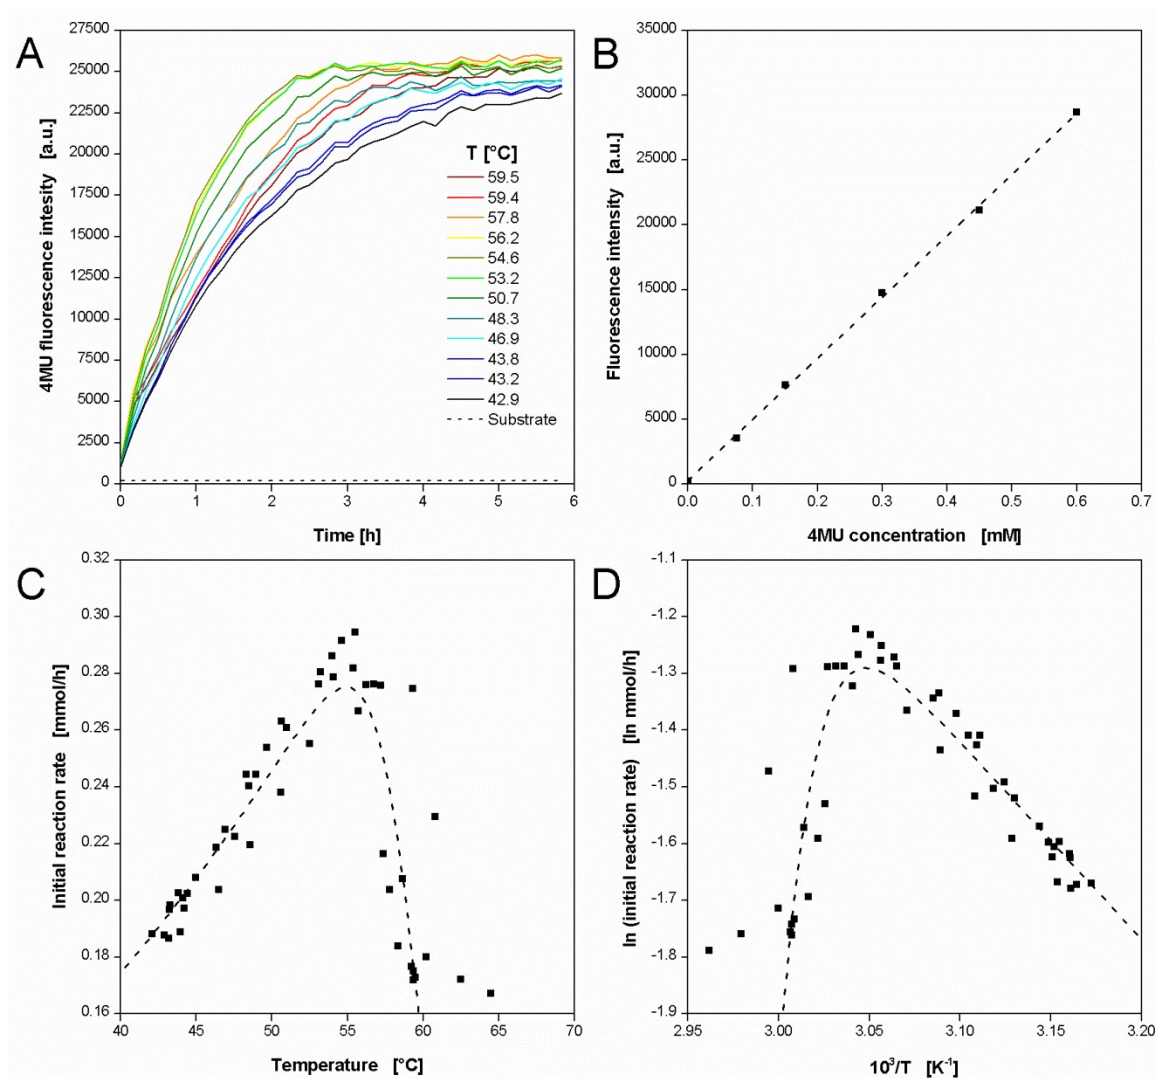 A
27500
25000
22500
20000
17500
15000
12500
10000
7500
5000
2500
0
4MU fluorescence intesity [a.u.]
0 1 2 3 4 5 6
Time [h]
T [°C]
59.5
59.4
57.8
56.2
54.6
53.2
50.7
48.3
46.9
43.8
43.2
42.9
Substrate
B
35000
30000
25000
20000
15000
10000
5000
0
Fluorescence intensity [a.u.]
0.0 0.1 0.2 0.3 0.4 0.5 0.6 0.7
4MU concentration [mM]
C
0.32
0.30
0.28
0.26
0.24
0.22
0.20
0.18
0.16
Initial reaction rate [mmol/h]
40 45 50 55 60 65 70
Temperature [°C]
D
-1.1
-1.2
-1.3
-1.4
-1.5
-1.6
-1.7
-1.8
-1.9
ln (initial reaction rate) [ln mmol/h]
2.95 3.00 3.05 3.10 3.15 3.20
10³/T [K⁻¹]